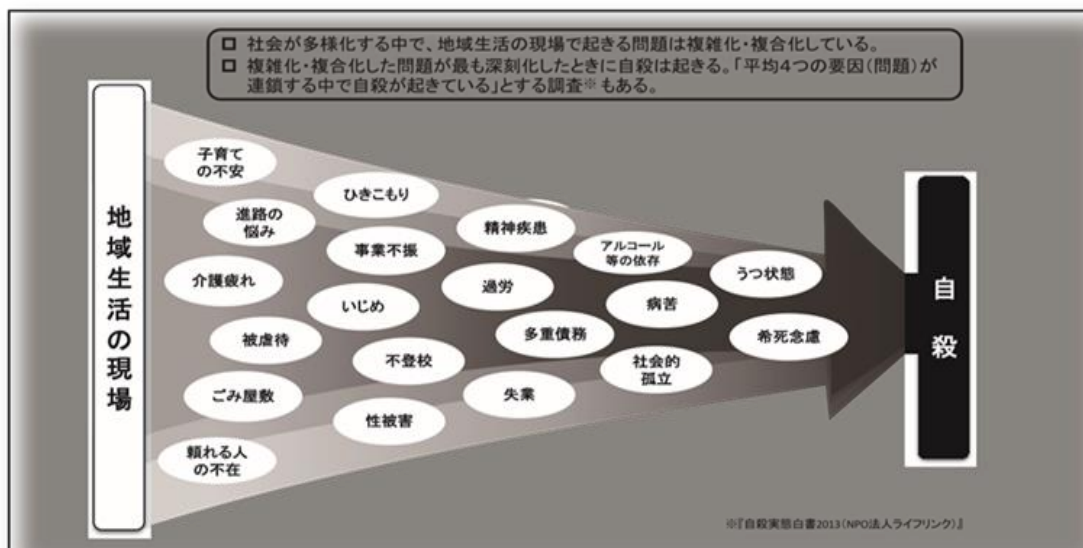 □ 社会が多様化する中で、地域生活の現場で起きる問題は複雑化・複合化している。
□ 複雑化・複合化した問題が最も深刻化したときに自殺は起きる。「平均４つの要因（問題）が
連鎖する中で自殺が起きている」とする調査※もある。
地域生活の現場
子育て
の不安
進路の
悩み
介護疲れ
被虐待
ごみ屋敷
頼れる人
の不在
ひきこもり
事業不振
いじめ
不登校
性被害
精神疾患
過労
多重債務
失業
アルコール
等の依存
病苦
社会的
孤立
うつ状態
希死念慮
自殺
※『自殺実態白書2013（NPO法人ライフリンク）』